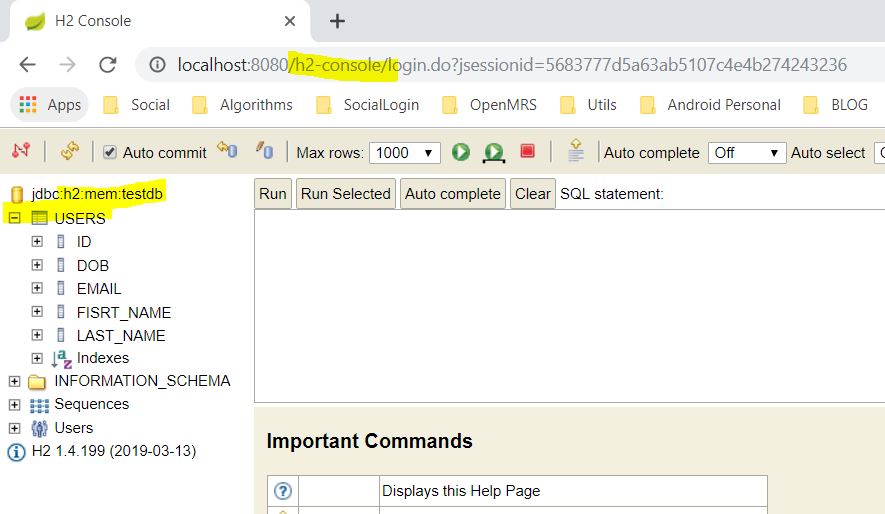 H2 Console
localhost:8080/h2-console/login.do?jsessionid=5683777d5a63ab5107c4e4b274243236
Apps Social Algorithms SocialLogin OpenMRS Utils Android Personal BLOG
Auto commit Max rows: 1000 Auto complete Off Auto select
jdbc:h2:mem:testdb Run Run Selected Auto complete Clear SQL statement:
USERS
ID
DOB
EMAIL
FISRT_NAME
LAST_NAME
Indexes
INFORMATION_SCHEMA
Sequences
Users
H2 1.4.199 (2019-03-13)
Important Commands
Displays this Help Page